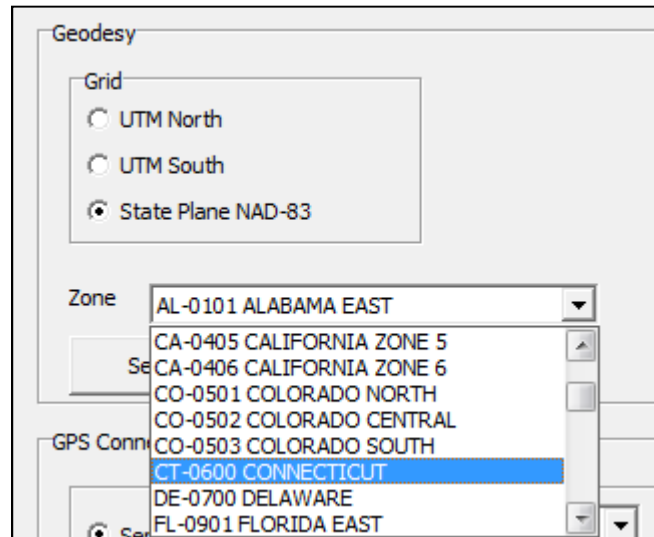 Geodesy
Grid
UTM North
UTM South
State Plane NAD-83
Zone
AL-0101 ALABAMA EAST
CA-0405 CALIFORNIA ZONE 5
CA-0406 CALIFORNIA ZONE 6
CO-0501 COLORADO NORTH
CO-0502 COLORADO CENTRAL
CO-0503 COLORADO SOUTH
CT-0600 CONNECTICUT
DE-0700 DELAWARE
FL-0901 FLORIDA EAST
GPS